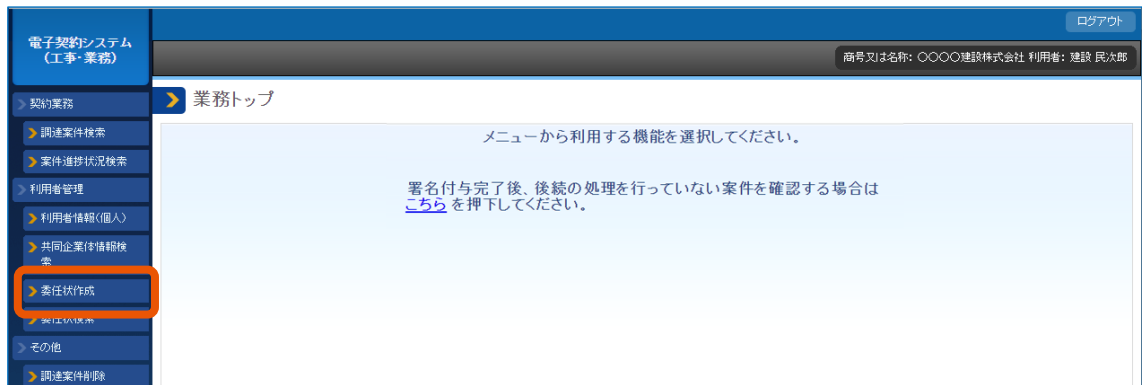 ログアウト
電子契約システム
(工事・業務)
商号又は名称: 〇〇〇〇建設株式会社 利用者: 建設 民次郎
契約業務
調達案件検索
案件進捗状況検索
利用者管理
利用者情報(個人)
共同企業体情報検
索
委任状作成
委任状検索
その他
調達案件削除
業務トップ
メニューから利用する機能を選択してください。
署名付与完了後、後続の処理を行っていない案件を確認する場合は
こちら を押下してください。